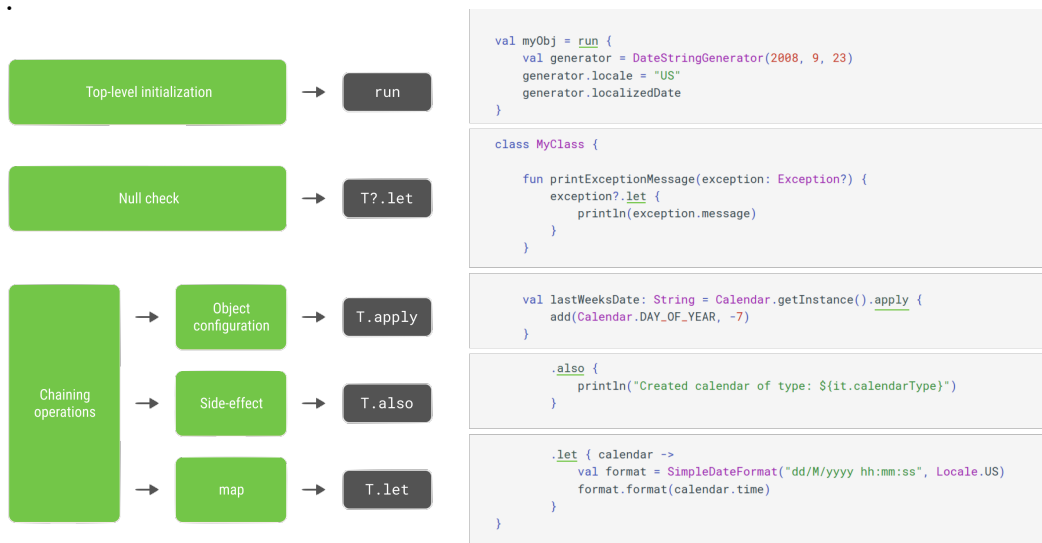 •
Top-level initialization
run
val myObj = run {
    val generator = DateStringGenerator(2008, 9, 23)
    generator.locale = "US"
    generator.localizedDate
}
Null check
T?.let
class MyClass {
    fun printExceptionMessage(exception: Exception?) {
        exception?.let {
            println(exception.message)
        }
    }
Chaining
operations
Object
configuration
T.apply
    val lastWeeksDate: String = Calendar.getInstance().apply {
        add(Calendar.DAY_OF_YEAR, -7)
    }
Side-effect
T.also
        .also {
            println("Created calendar of type: ${it.calendarType}")
        }
map
T.let
        .let { calendar ->
            val format = SimpleDateFormat("dd/M/yyyy hh:mm:ss", Locale.US)
            format.format(calendar.time)
        }
}